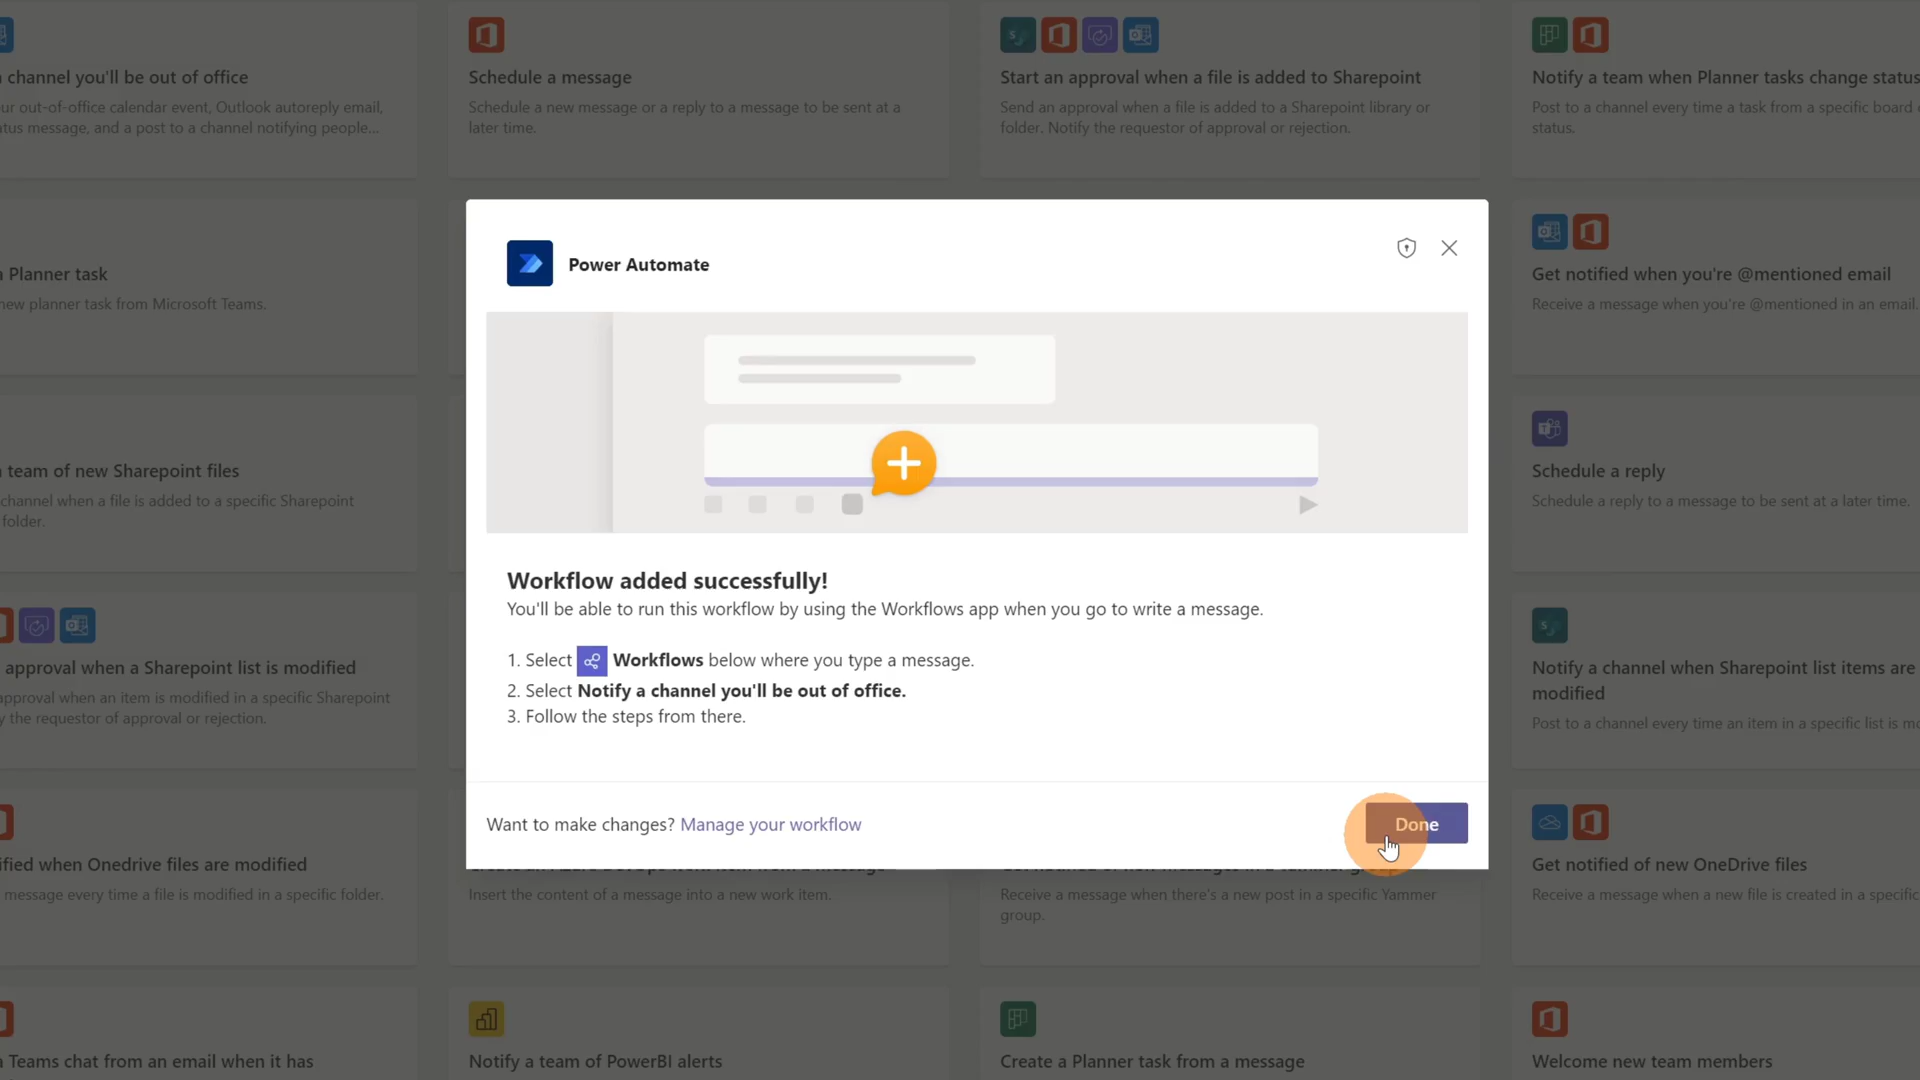 channel you'll be out of office
ur out-of-office calendar event, Outlook autoreply email,
tus message, and a post to a channel notifying people...
Schedule a message
Schedule a new message or a reply to a message to be sent at a
later time.
Start an approval when a file is added to Sharepoint
Send an approval when a file is added to a Sharepoint library or
folder. Notify the requestor of approval or rejection.
Notify a team when Planner tasks change status
Post to a channel every time a task from a specific board
status.
a Planner task
new planner task from Microsoft Teams.
Get notified when you're @mentioned email
Receive a message when you're @mentioned in an email.
team of new Sharepoint files
channel when a file is added to a specific Sharepoint
folder.
Schedule a reply
Schedule a reply to a message to be sent at a later time.
approval when a Sharepoint list is modified
approval when an item is modified in a specific Sharepoint
y the requestor of approval or rejection.
Notify a channel when Sharepoint list items are
modified
Post to a channel every time an item in a specific list is mo
Power Automate
Workflow added successfully!
You'll be able to run this workflow by using the Workflows app when you go to write a message.
1. Select Workflows below where you type a message.
2. Select Notify a channel you'll be out of office.
3. Follow the steps from there.
Want to make changes? Manage your workflow
Done
ified when Onedrive files are modified
message every time a file is modified in a specific folder.
Insert the content of a message into a new work item.
Receive a message when there's a new post in a specific Yammer
group.
Get notified of new OneDrive files
Receive a message when a new file is created in a specific
a Teams chat from an email when it has
Notify a team of PowerBI alerts
Create a Planner task from a message
Welcome new team members